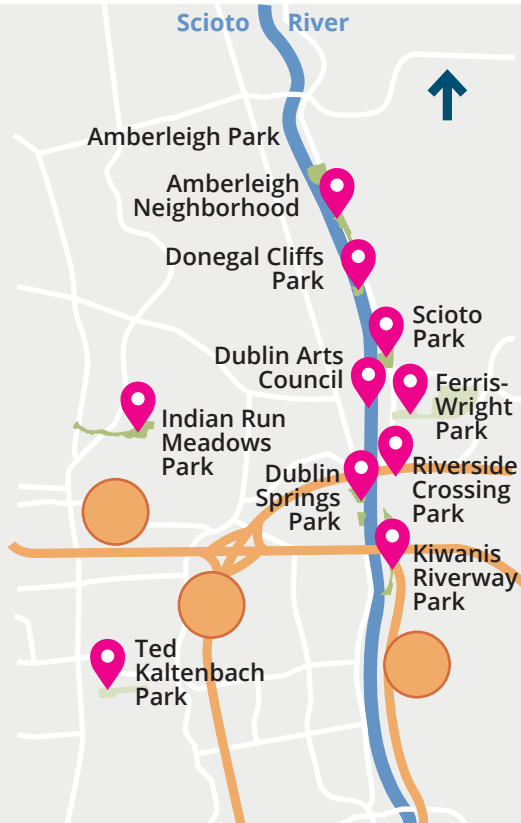 Scioto River
Amberleigh Park
Amberleigh
Neighborhood
Donegal Cliffs
Park
Scioto
Park
Dublin Arts
Council
Ferris-
Wright
Park
Indian Run
Meadows
Park
Dublin
Springs
Park
Riverside
Crossing
Park
Kiwanis
Riverway
Park
Ted
Kaltenbach
Park